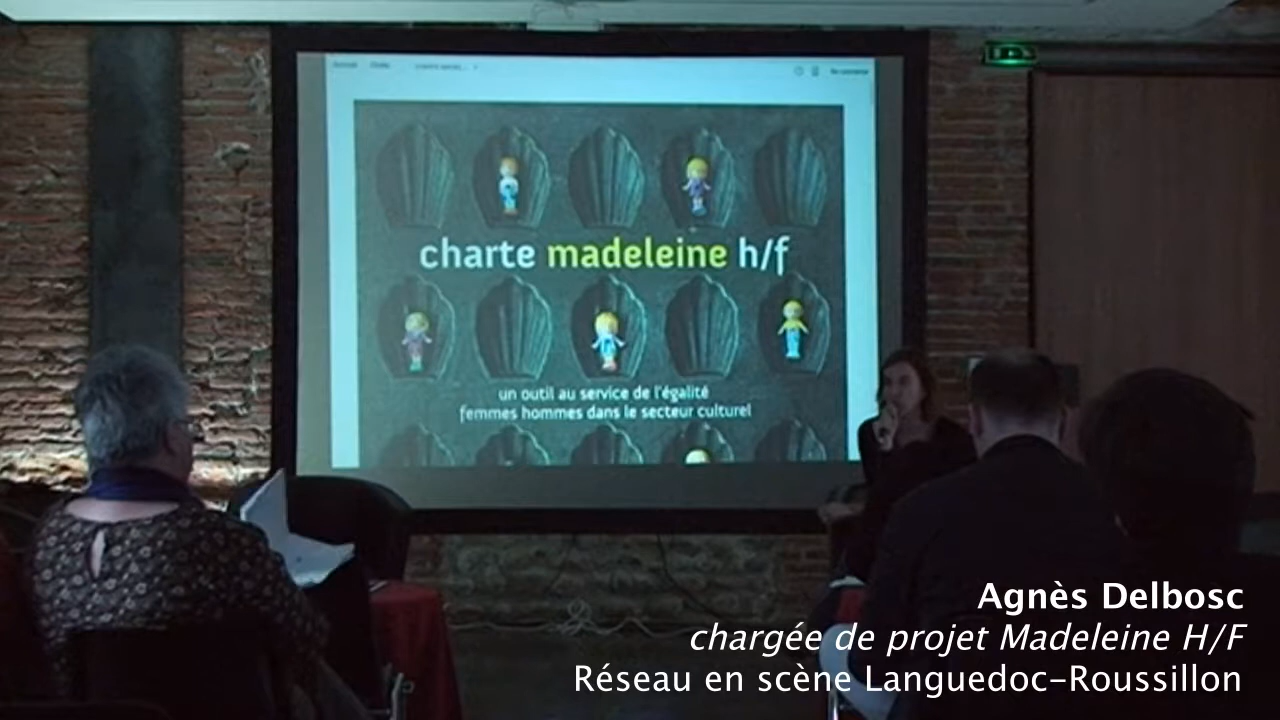 charte madeleine h/f
un outil au service de l'égalité
femmes hommes dans le secteur culturel
Agnès Delbosc
chargée de projet Madeleine H/F
Réseau en scène Languedoc-Roussillon